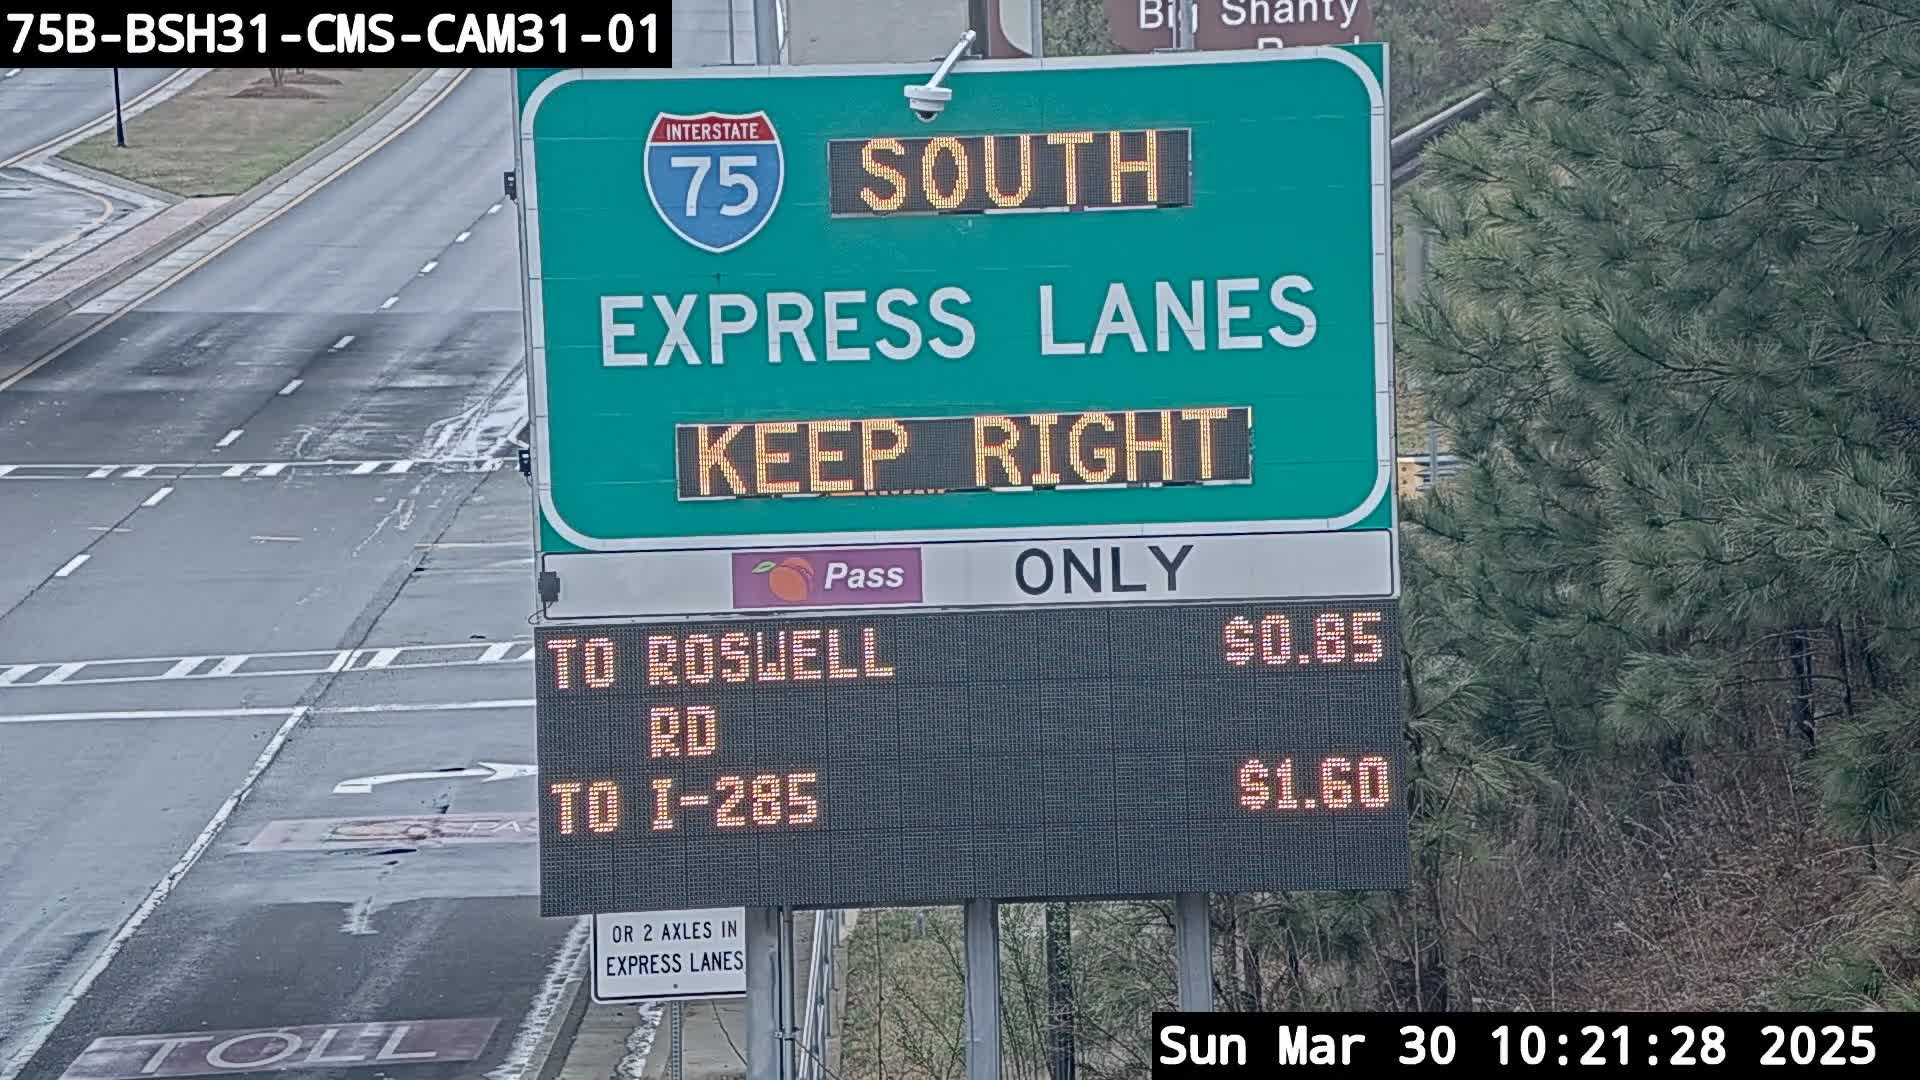 75B-BSH31-CMS-CAM31-01
Big Shanty
INTERSTATE
75
SOUTH
EXPRESS LANES
KEEP RIGHT
Pass
ONLY
TO ROSWELL $0.85
RD
TO I-285 $1.60
OR 2 AXLES IN
EXPRESS LANES
TOLL
Sun Mar 30 10:21:28 2025